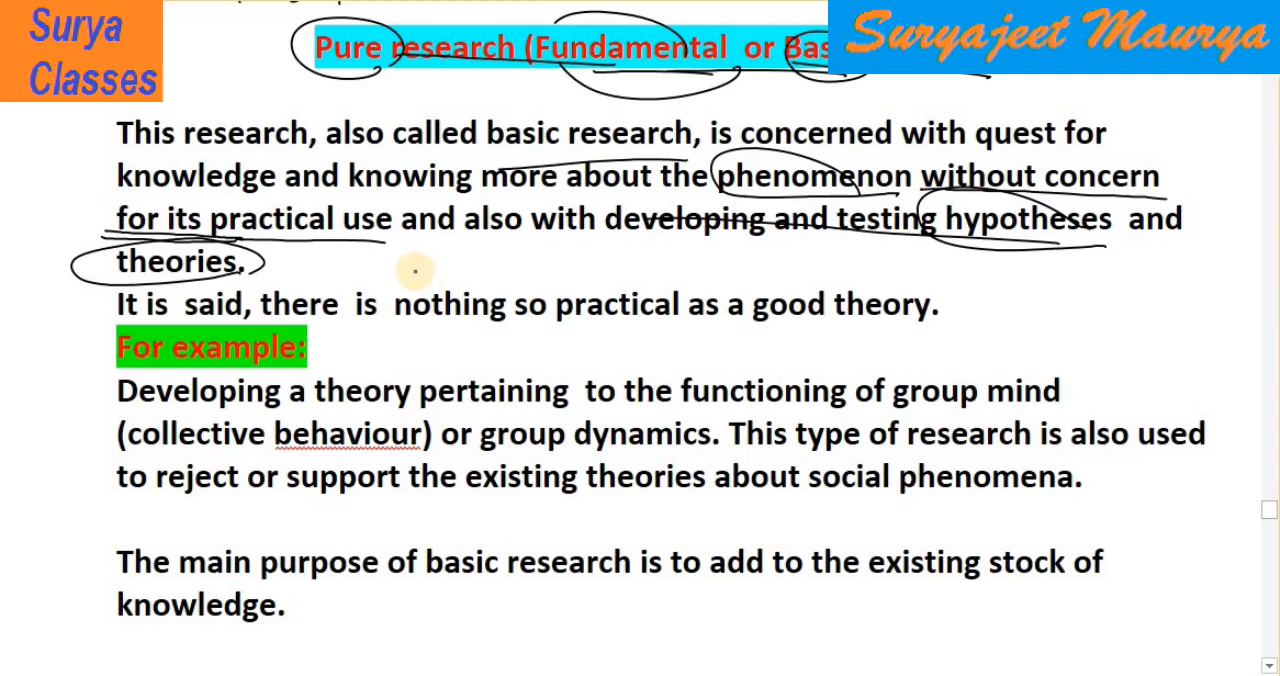 Surya
Classes
Suryajeet Maurya
Pure research (Fundamental or Bas
This research, also called basic research, is concerned with quest for
knowledge and knowing more about the phenomenon without concern
for its practical use and also with developing and testing hypotheses and
theories.
It is said, there is nothing so practical as a good theory.
For example:
Developing a theory pertaining to the functioning of group mind
(collective behaviour) or group dynamics. This type of research is also used
to reject or support the existing theories about social phenomena.
The main purpose of basic research is to add to the existing stock of
knowledge.